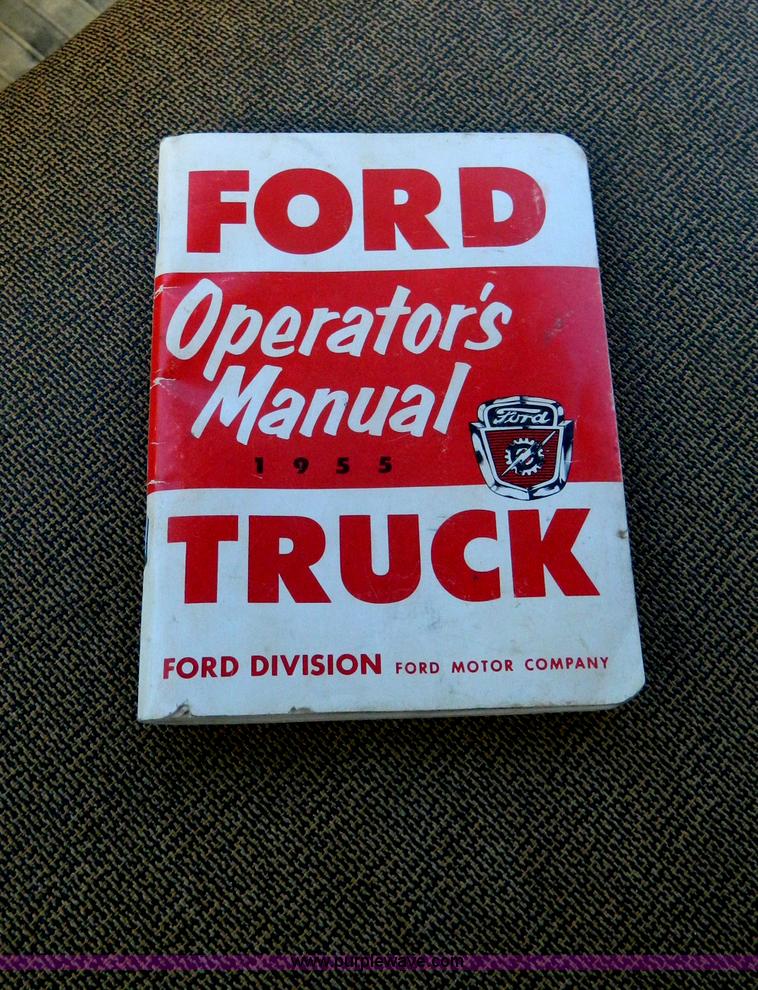 FORD
Operator's
Manual
1955
Ford
TRUCK
FORD DIVISION FORD MOTOR COMPANY
www.purplewave.com